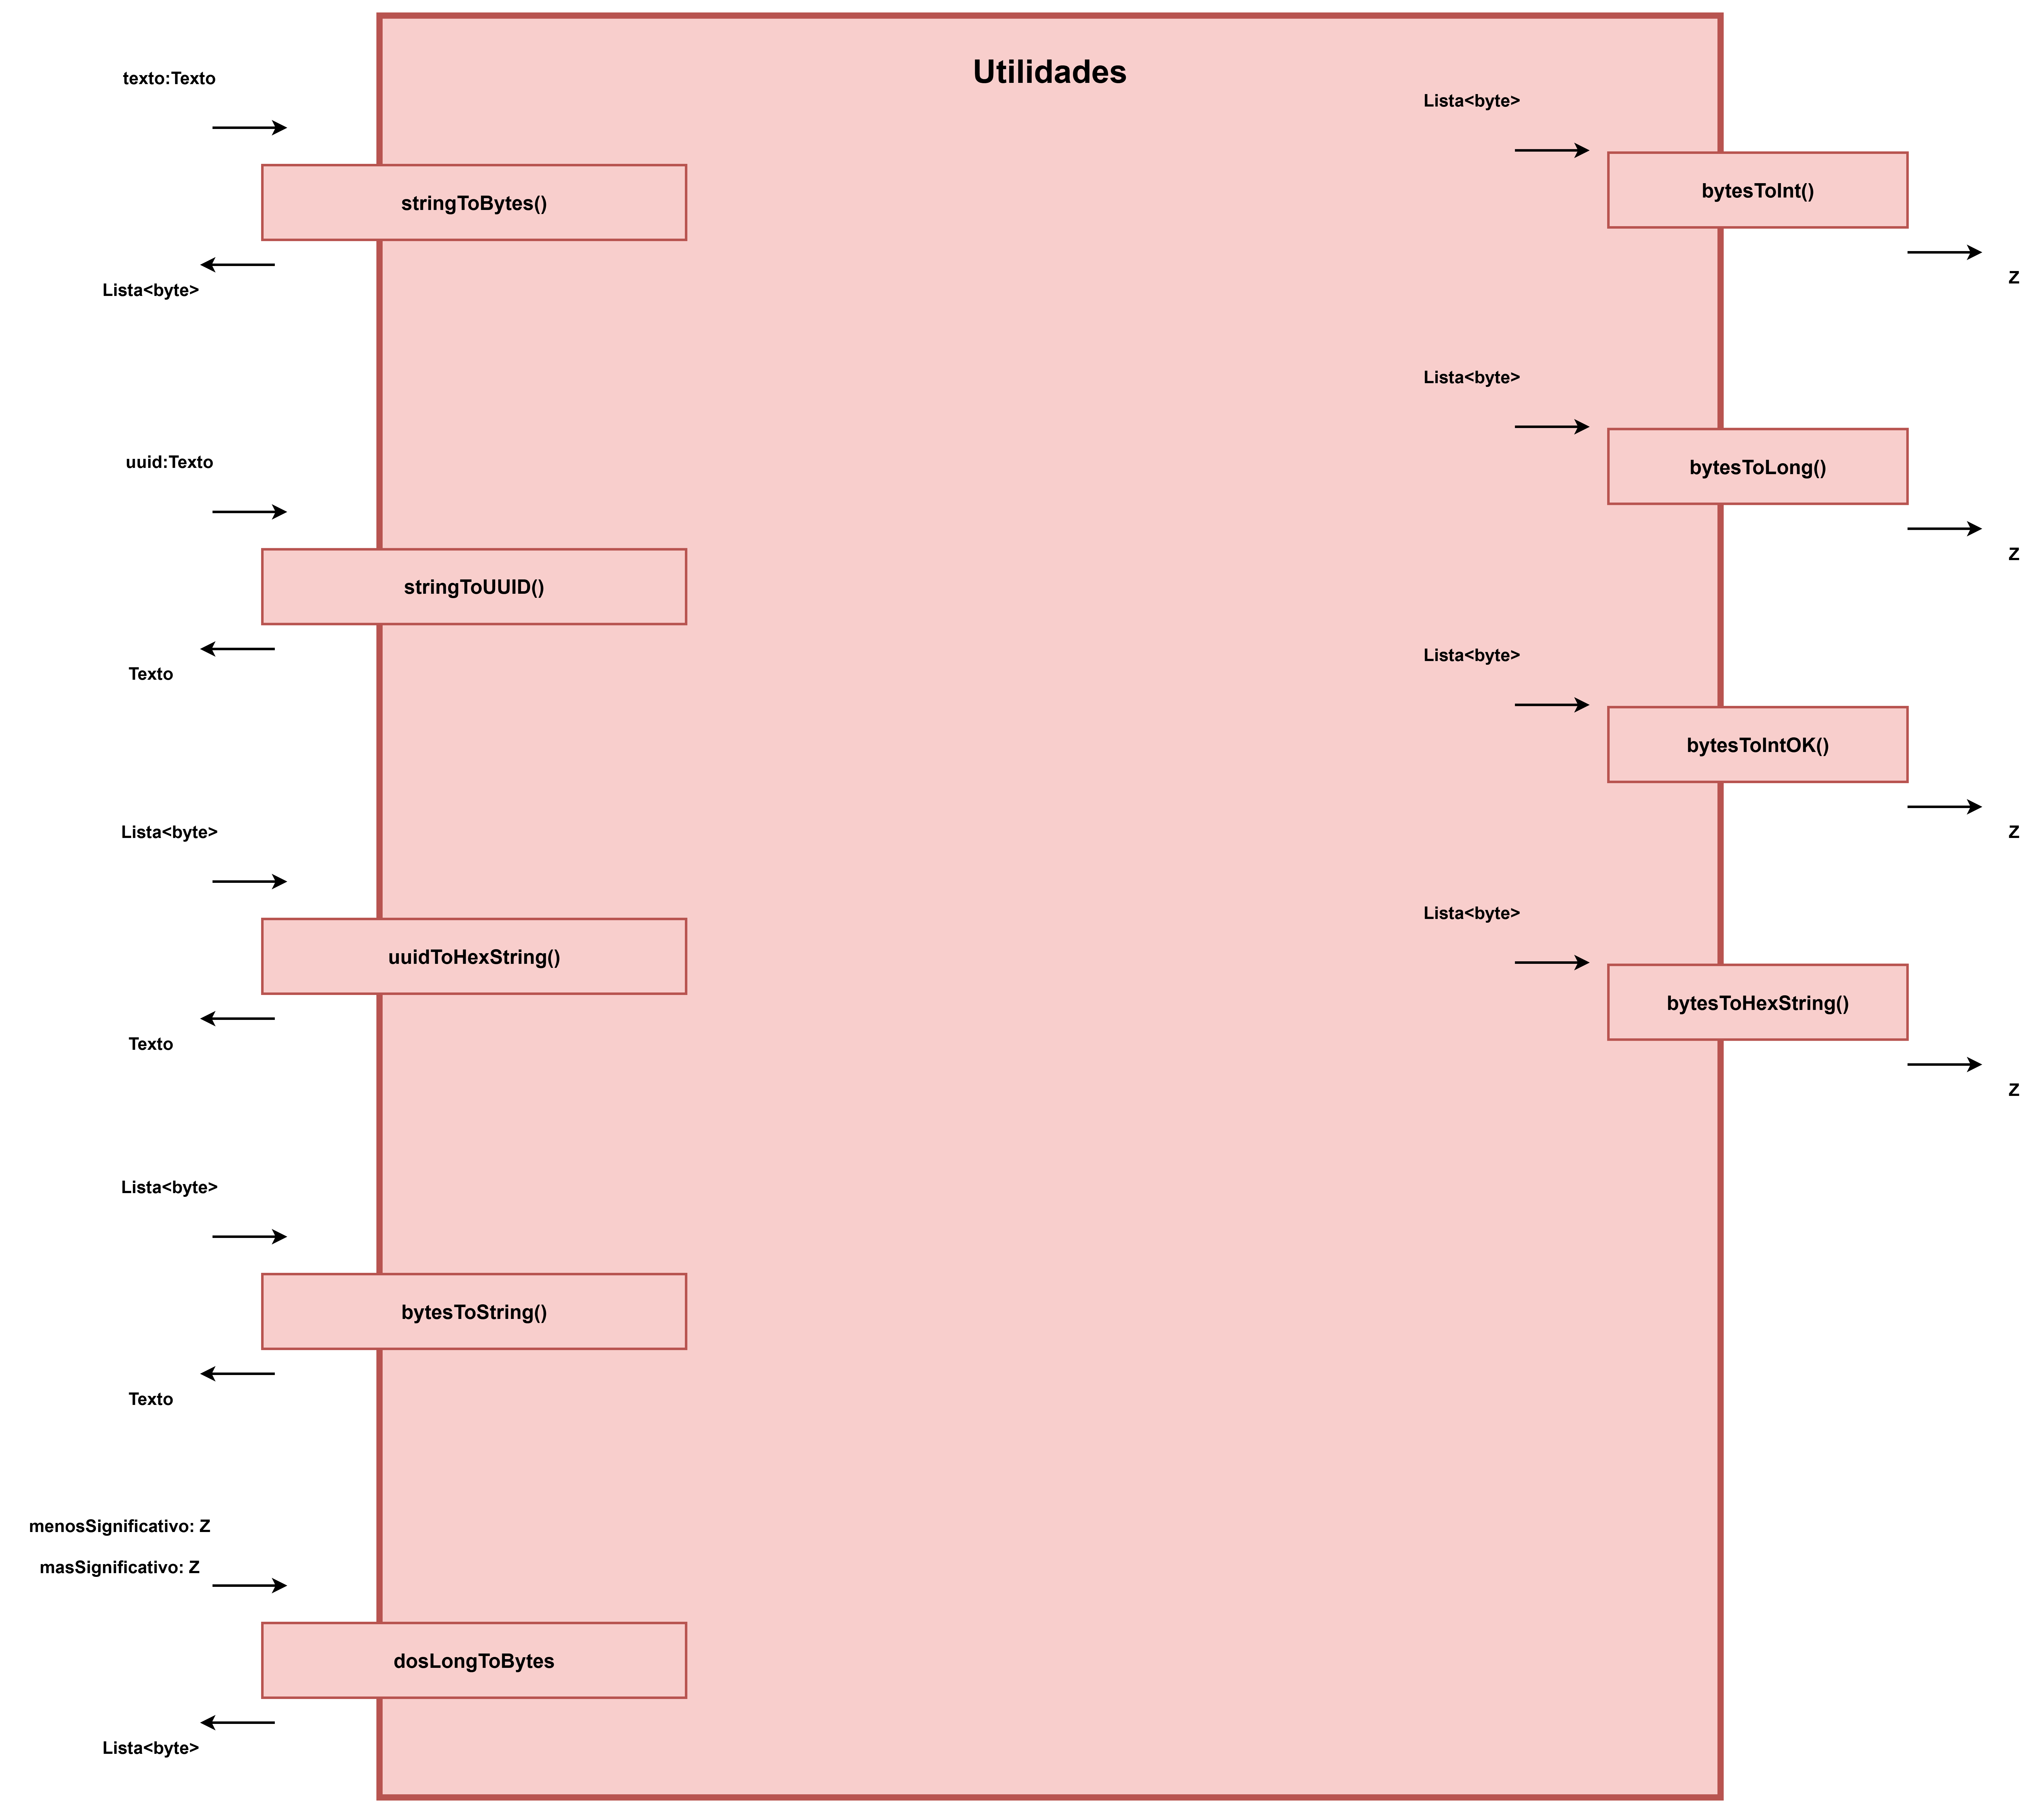 Utilidades
texto:Texto
stringToBytes()
Lista<byte>
uuid:Texto
stringToUUID()
Texto
Lista<byte>
uuidToHexString()
Texto
Lista<byte>
bytesToString()
Texto
menosSignificativo: Z
masSignificativo: Z
dosLongToBytes
Lista<byte>
Lista<byte>
bytesToInt()
Z
Lista<byte>
bytesToLong()
Z
Lista<byte>
bytesToIntOK()
Z
Lista<byte>
bytesToHexString()
Z